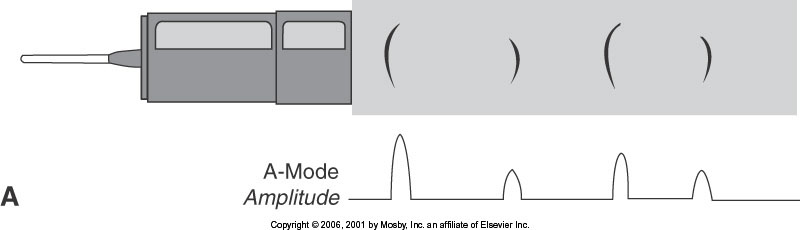 A-Mode
Amplitude
A
Copyright © 2006, 2001 by Mosby, Inc. an affiliate of Elsevier Inc.